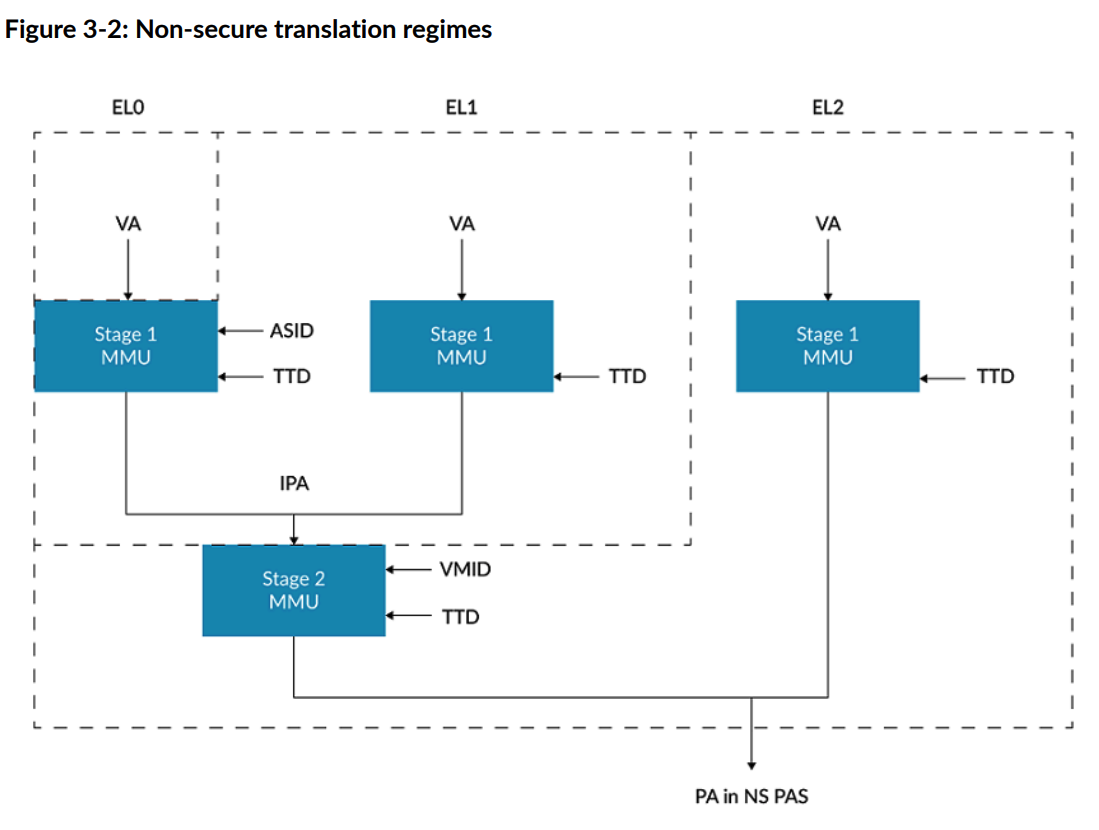 Figure 3-2: Non-secure translation regimes
EL0
EL1
EL2
VA
VA
VA
Stage 1
MMU
ASID
TTD
Stage 1
MMU
TTD
Stage 1
MMU
TTD
IPA
Stage 2
MMU
VMID
TTD
PA in NS PAS